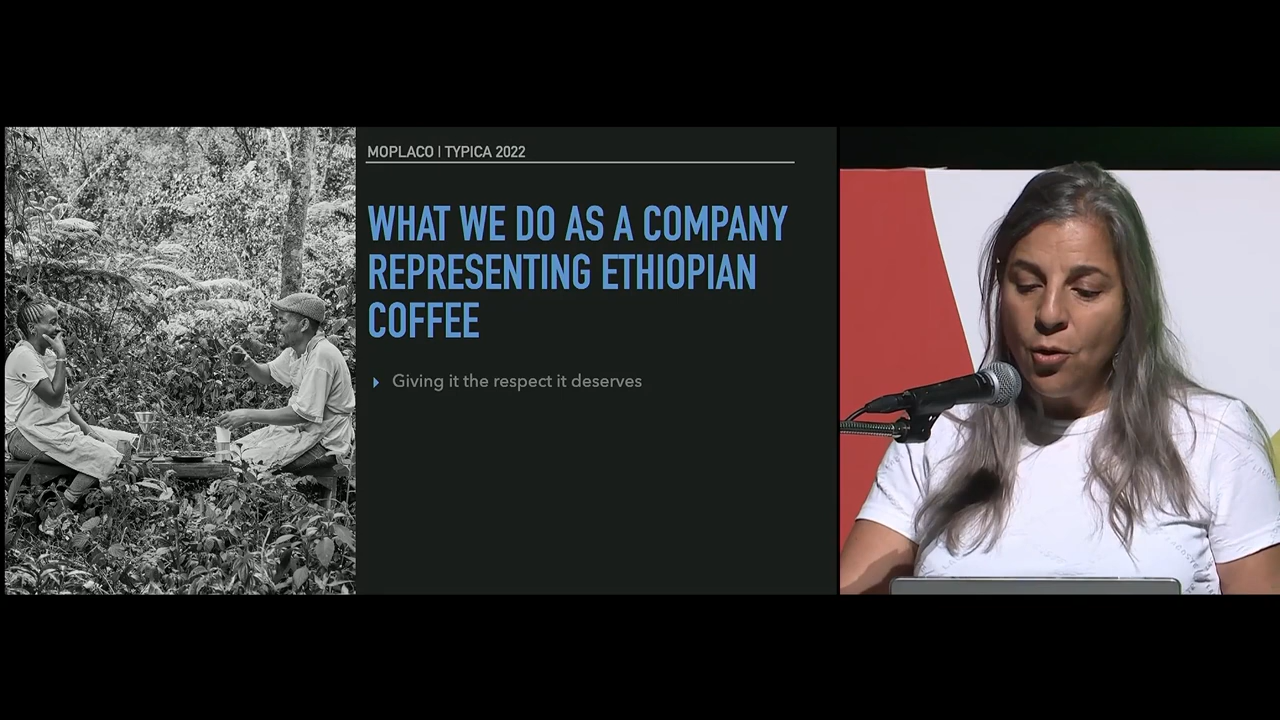 MOPLACO | TYPICA 2022
WHAT WE DO AS A COMPANY
REPRESENTING ETHIOPIAN
COFFEE
Giving it the respect it deserves